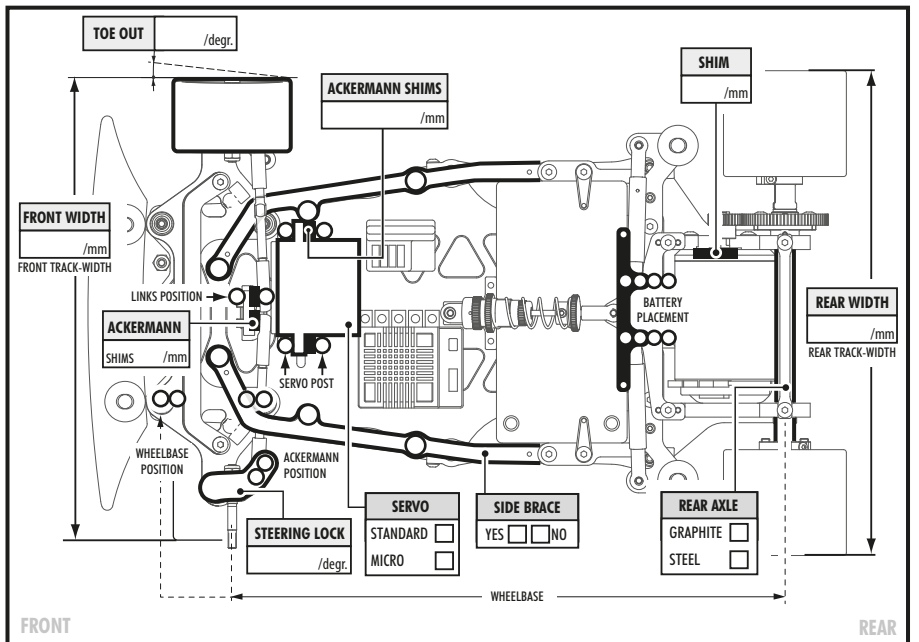 TOE OUT
/degr.
SHIM
/mm
ACKERMANN SHIMS
/mm
FRONT WIDTH
/mm
FRONT TRACK-WIDTH
LINKS POSITION
BATTERY
PLACEMENT
REAR WIDTH
/mm
REAR TRACK-WIDTH
ACKERMANN
SHIMS /mm
SERVO POST
WHEELBASE
POSITION
ACKERMANN
POSITION
STEERING LOCK
/degr.
SERVO
STANDARD
MICRO
SIDE BRACE
YES NO
REAR AXLE
GRAPHITE
STEEL
WHEELBASE
FRONT
REAR